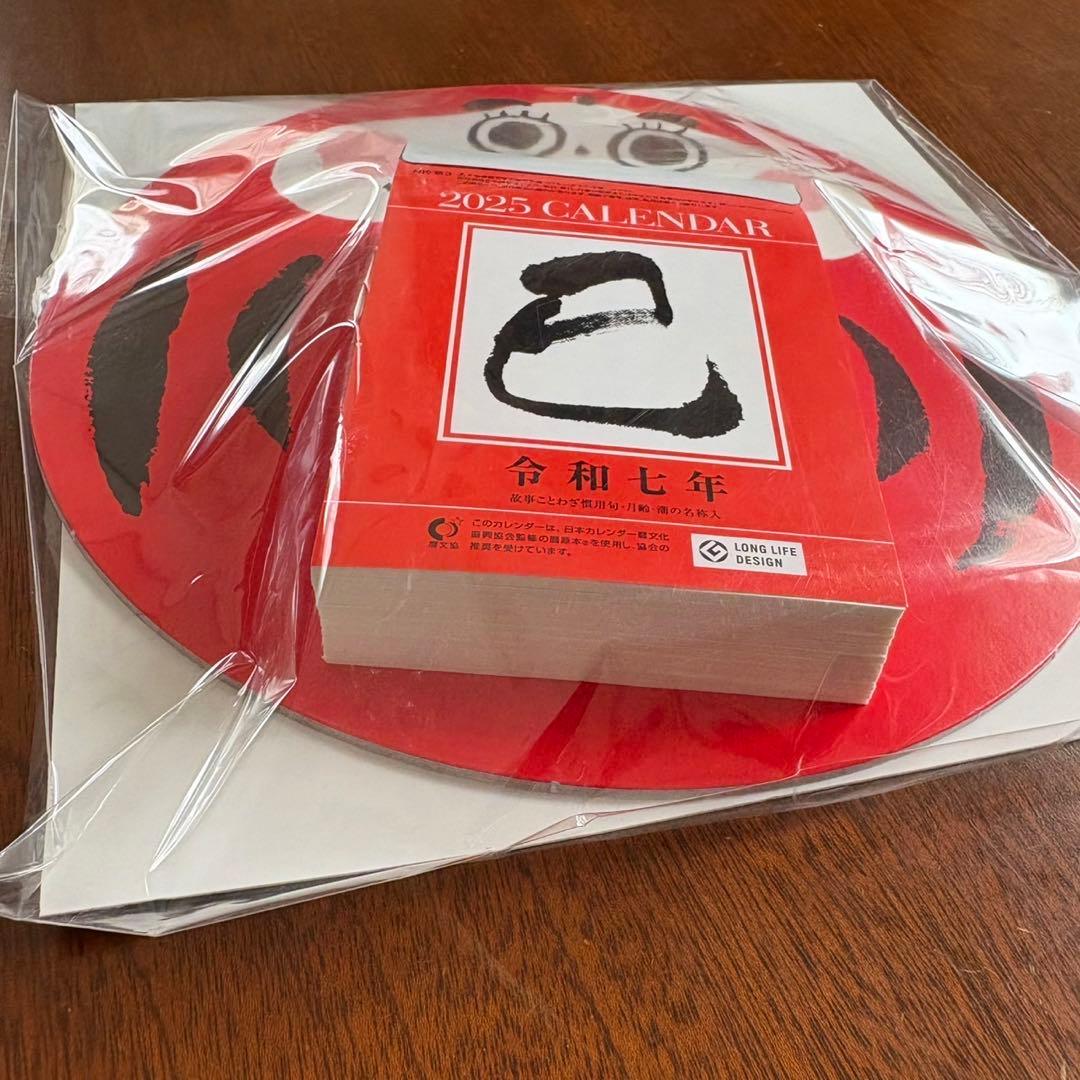 2025 CALENDAR
巳
令和七年
故事ことわざ慣用句・月齢・潮の名称入
暦文協
このカレンダーは、日本カレンダー暦文化
振興協会監修の暦原本®を使用し、協会の
推奨を受けています。
LONG LIFE
DESIGN